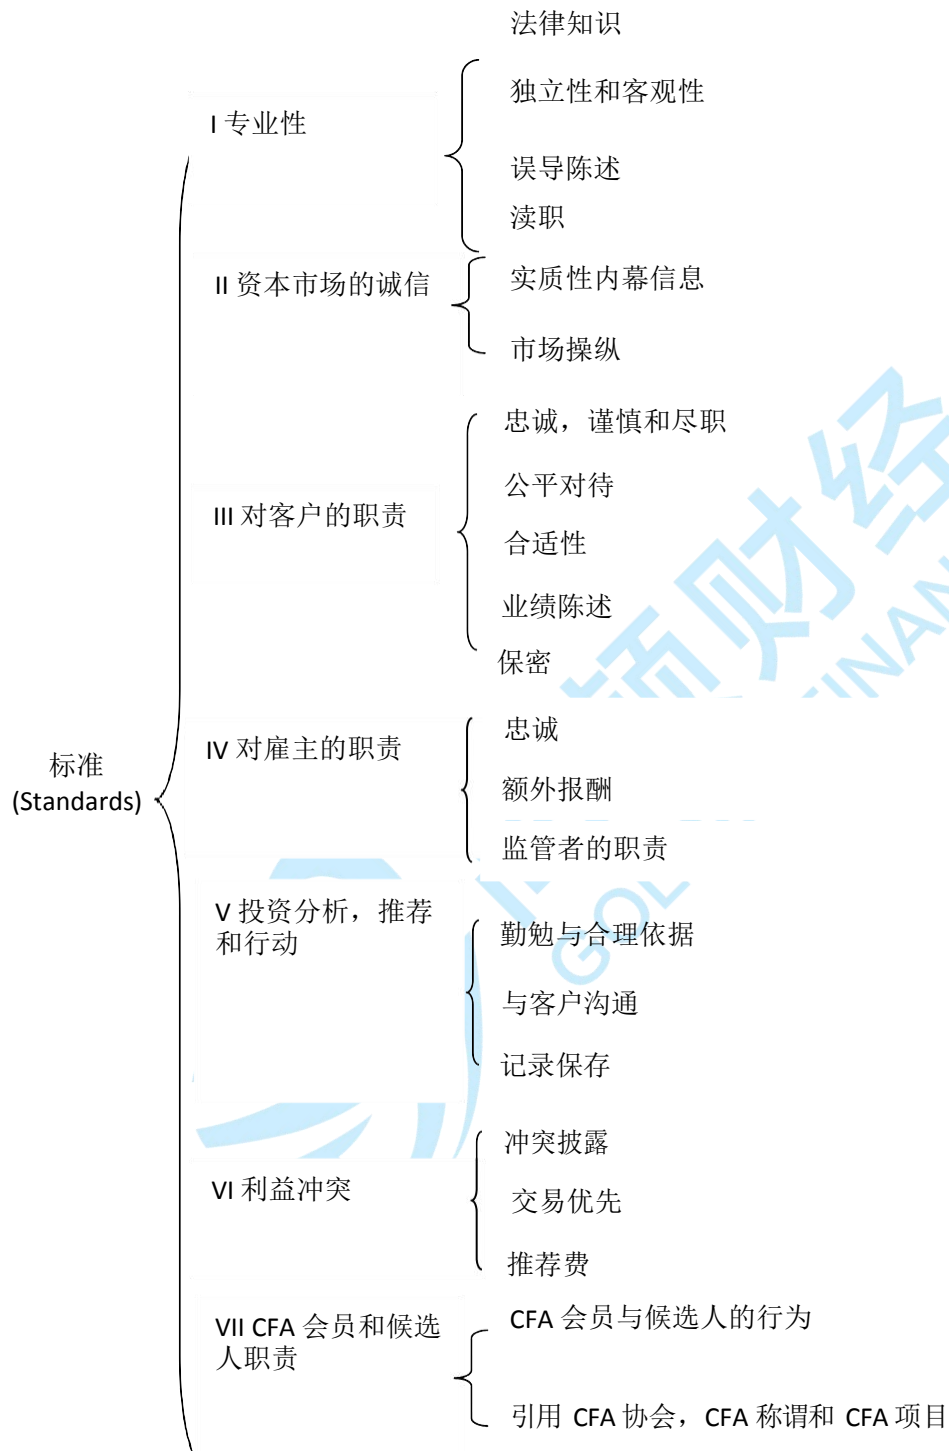 标准
(Standards)
I 专业性
法律知识
独立性和客观性
误导陈述
渎职
II 资本市场的诚信
实质性内幕信息
市场操纵
III 对客户的职责
忠诚，谨慎和尽职
公平对待
合适性
业绩陈述
保密
IV 对雇主的职责
忠诚
额外报酬
监管者的职责
V 投资分析，推荐
和行动
勤勉与合理依据
与客户沟通
记录保存
VI 利益冲突
冲突披露
交易优先
推荐费
VII CFA 会员和候选
人职责
CFA 会员与候选人的行为
引用 CFA 协会，CFA 称谓和 CFA 项目
财经
GOL
INAN